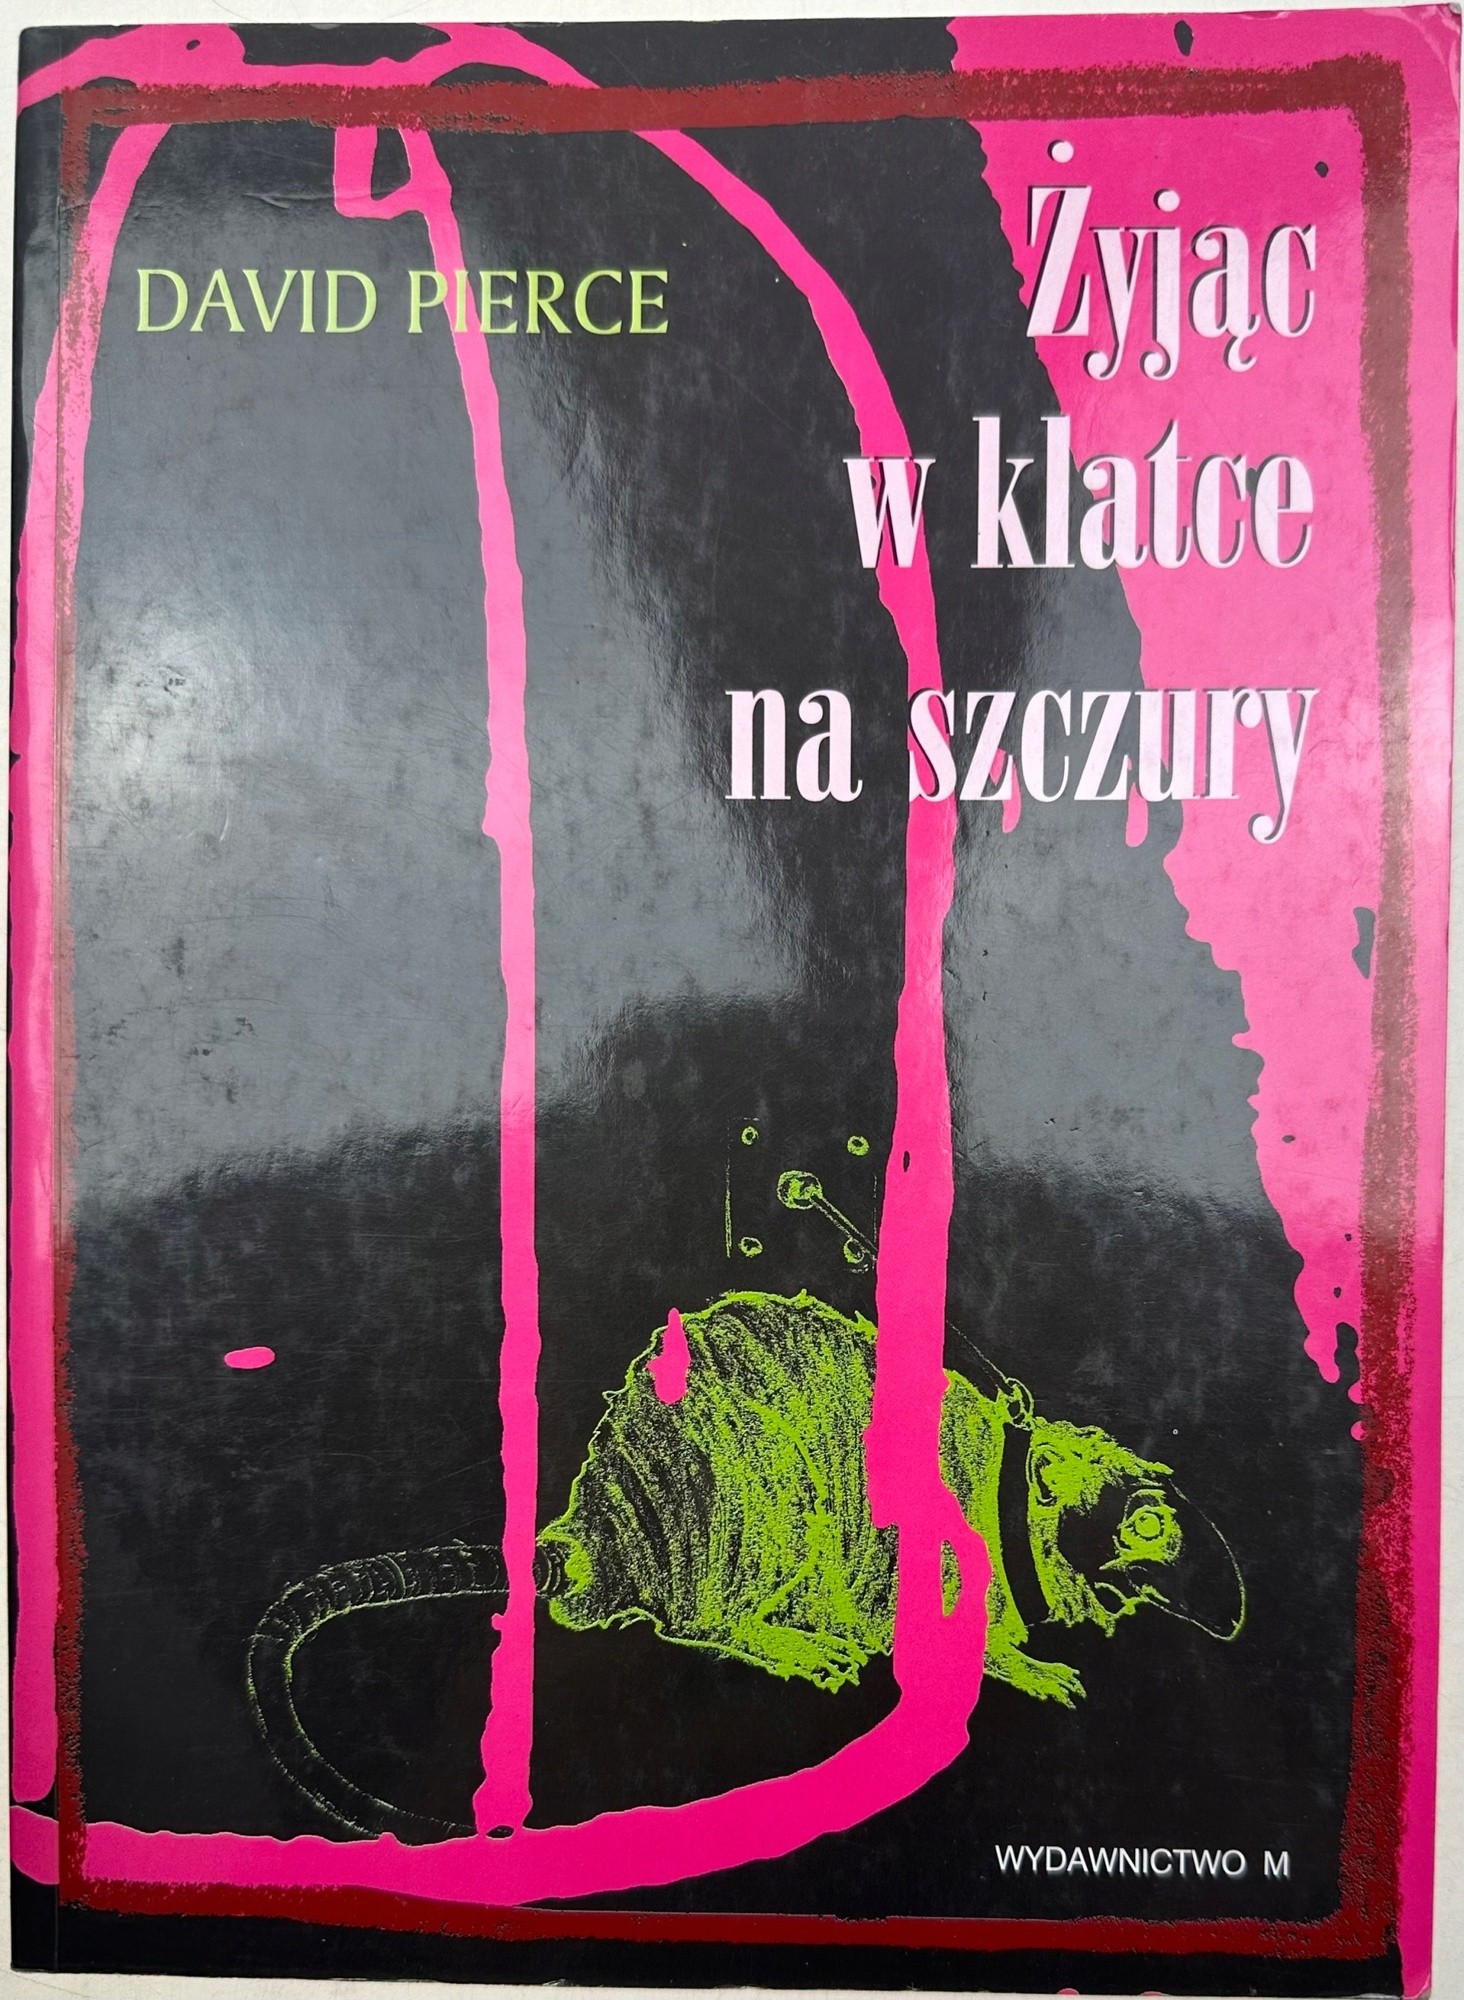 DAVID PIERCE
Żyjąc
w klatce
na szczury
WYDAWNICTWO M